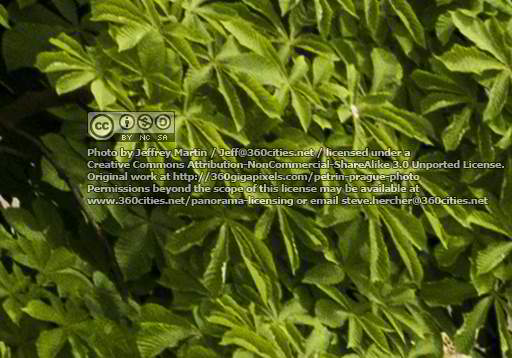 cc
BY NC SA
Photo by Jeffrey Martin / Jeff@360cities.net / licensed under a
Creative Commons Attribution-NonCommercial-ShareAlike 3.0 Unported License.
Original work at http://360gigapixels.com/petrin-prague-photo
Permissions beyond the scope of this license may be available at
www.360cities.net/panorama-licensing or email steve.hercher@360cities.net